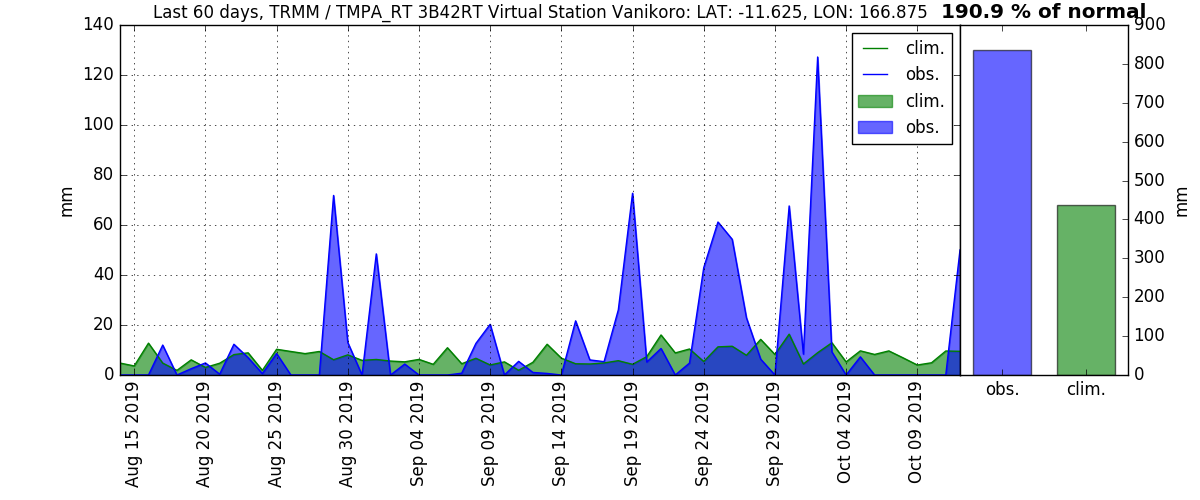 Last 60 days, TRMM / TMPA_RT 3B42RT Virtual Station Vanikoro: LAT: -11.625, LON: 166.875 190.9 % of normal
140
120
100
80
60
40
20
0
mm
clim.
obs.
clim.
obs.
900
800
700
600
500
400
300
200
100
0
mm
Aug 15 2019
Aug 20 2019
Aug 25 2019
Aug 30 2019
Sep 04 2019
Sep 09 2019
Sep 14 2019
Sep 19 2019
Sep 24 2019
Sep 29 2019
Oct 04 2019
Oct 09 2019
obs.
clim.